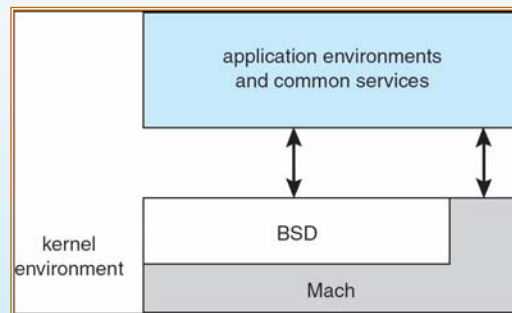 application environments
and common services
BSD
kernel
environment
Mach